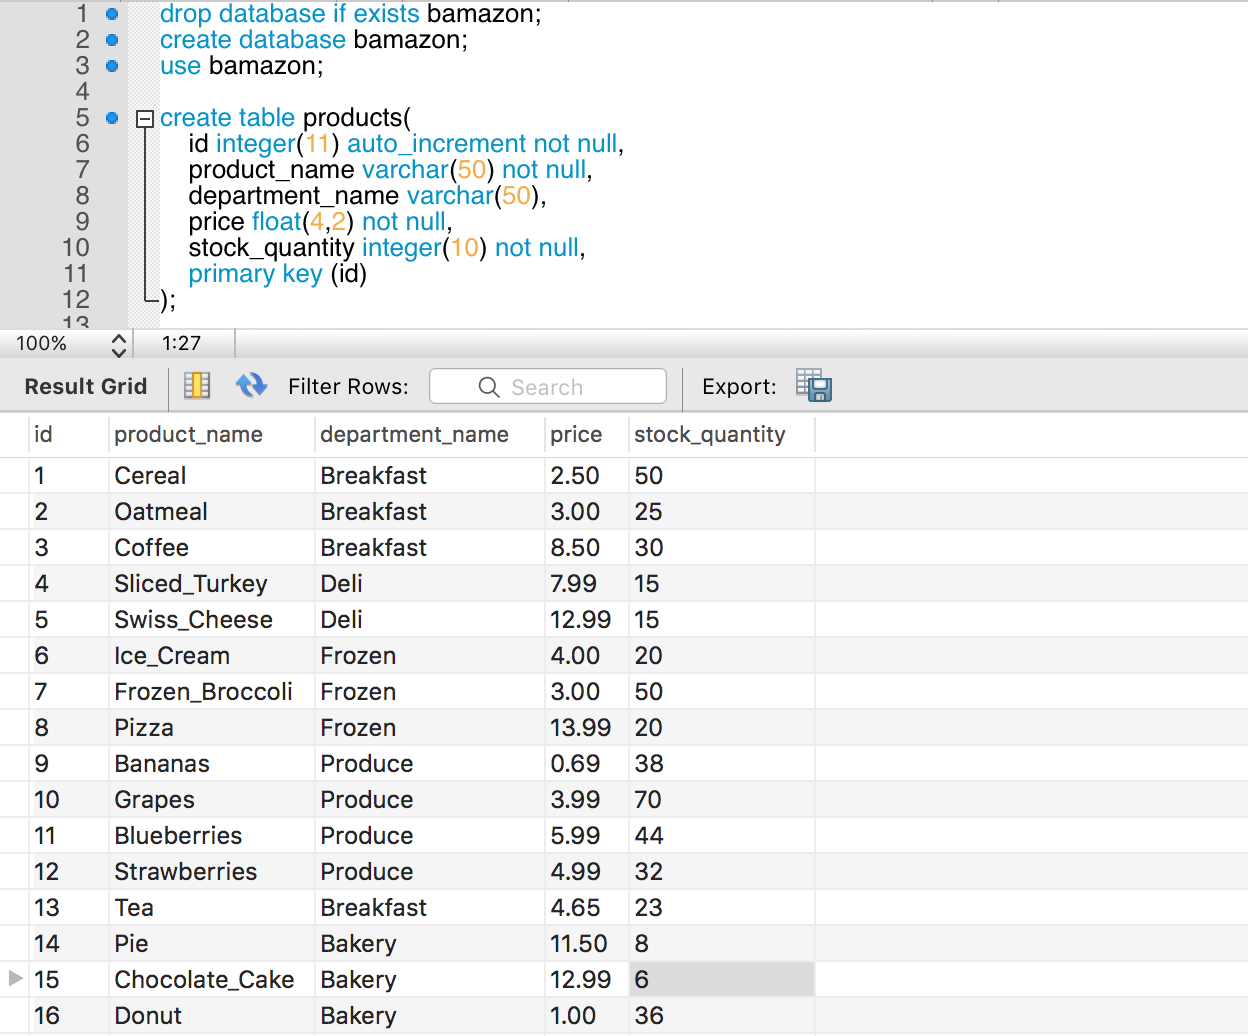 1 drop database if exists bamazon;
2 create database bamazon;
3 use bamazon;
4
5 create table products(
6 id integer(11) auto_increment not null,
7 product_name varchar(50) not null,
8 department_name varchar(50),
9 price float(4,2) not null,
10 stock_quantity integer(10) not null,
11 primary key (id)
12 );
13
100% 1:27
Result Grid Filter Rows: Search Export:
id product_name department_name price stock_quantity
1 Cereal Breakfast 2.50 50
2 Oatmeal Breakfast 3.00 25
3 Coffee Breakfast 8.50 30
4 Sliced_Turkey Deli 7.99 15
5 Swiss_Cheese Deli 12.99 15
6 Ice_Cream Frozen 4.00 20
7 Frozen_Broccoli Frozen 3.00 50
8 Pizza Frozen 13.99 20
9 Bananas Produce 0.69 38
10 Grapes Produce 3.99 70
11 Blueberries Produce 5.99 44
12 Strawberries Produce 4.99 32
13 Tea Breakfast 4.65 23
14 Pie Bakery 11.50 8
15 Chocolate_Cake Bakery 12.99 6
16 Donut Bakery 1.00 36